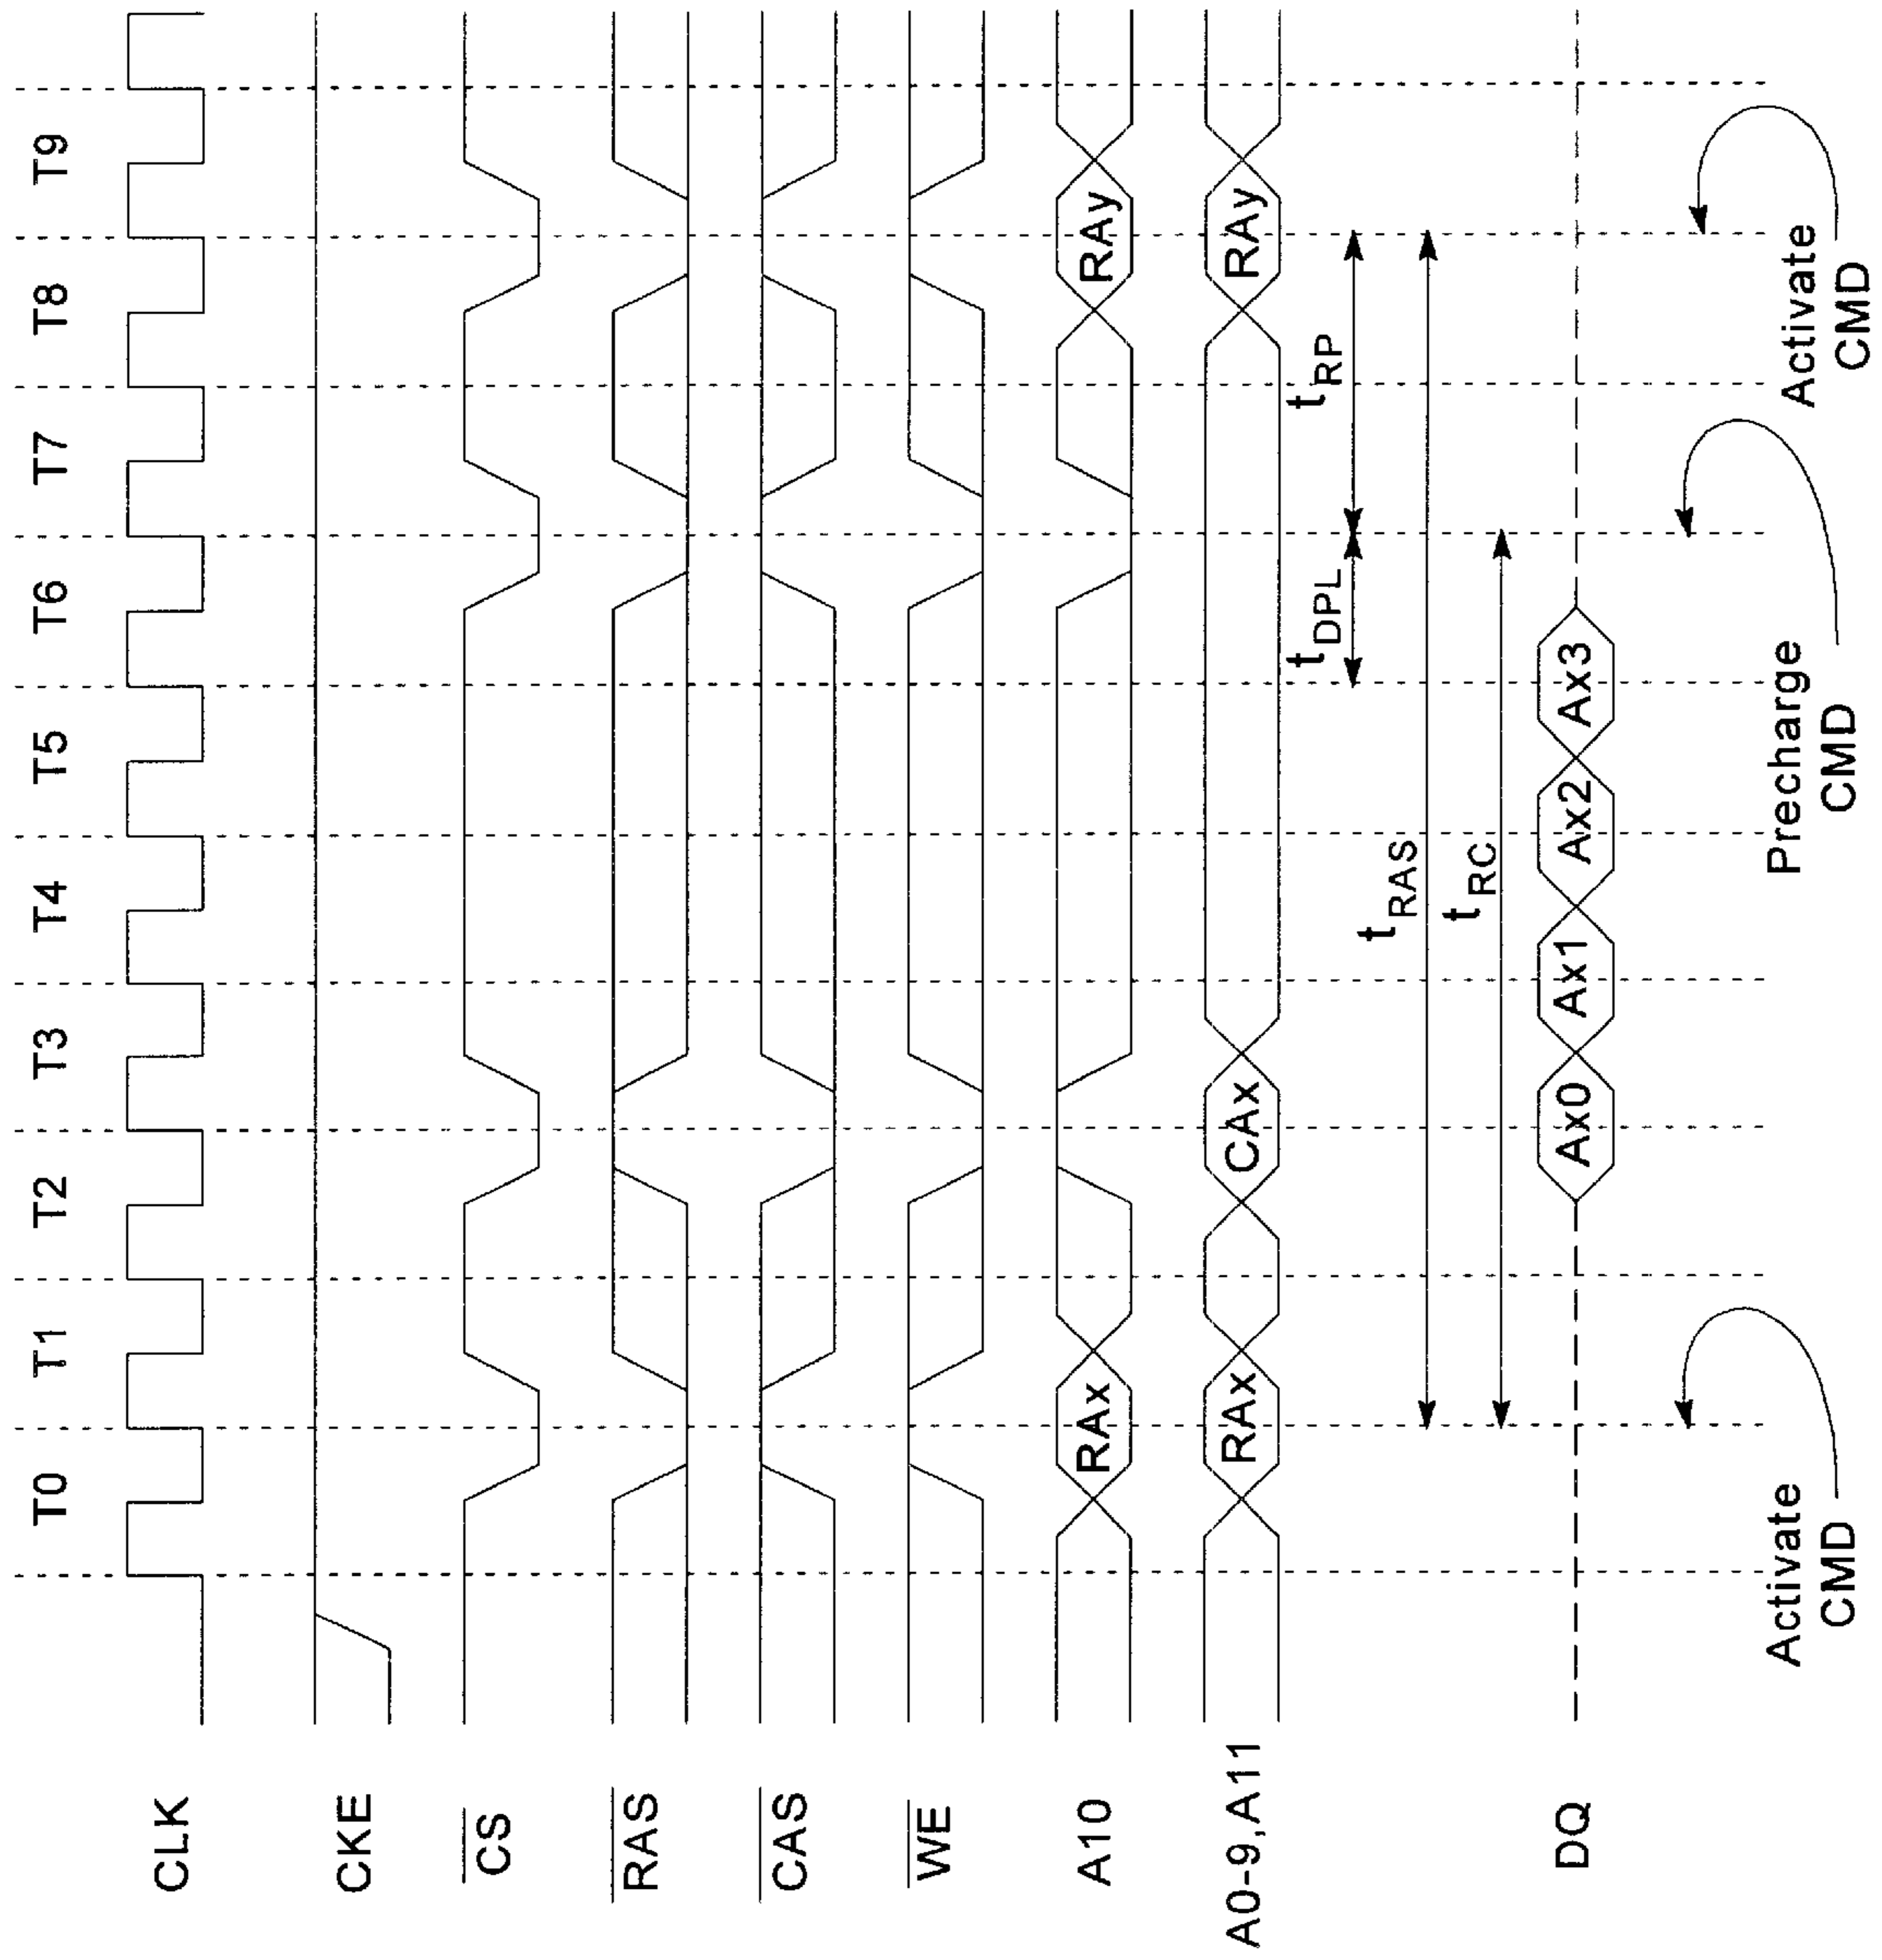 T0 T1 T2 T3 T4 T5 T6 T7 T8 T9
CLK
CKE
CS
RAS
CAS
WE
A10 RAx RAy
A0-9,A11 RAx CAx RAy
tDPL tRP
tRAS
tRC
DQ Ax0 Ax1 Ax2 Ax3
Activate
CMD
Precharge
CMD
Activate
CMD